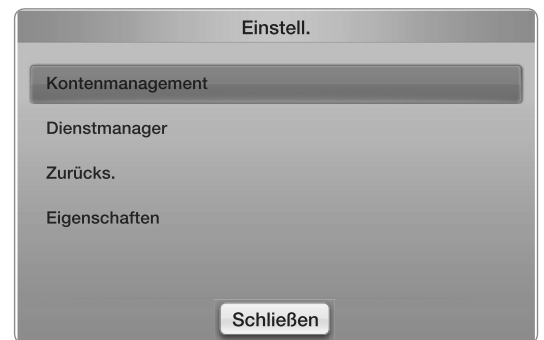 Einstell.
Kontenmanagement
Dienstmanager
Zurücks.
Eigenschaften
Schließen